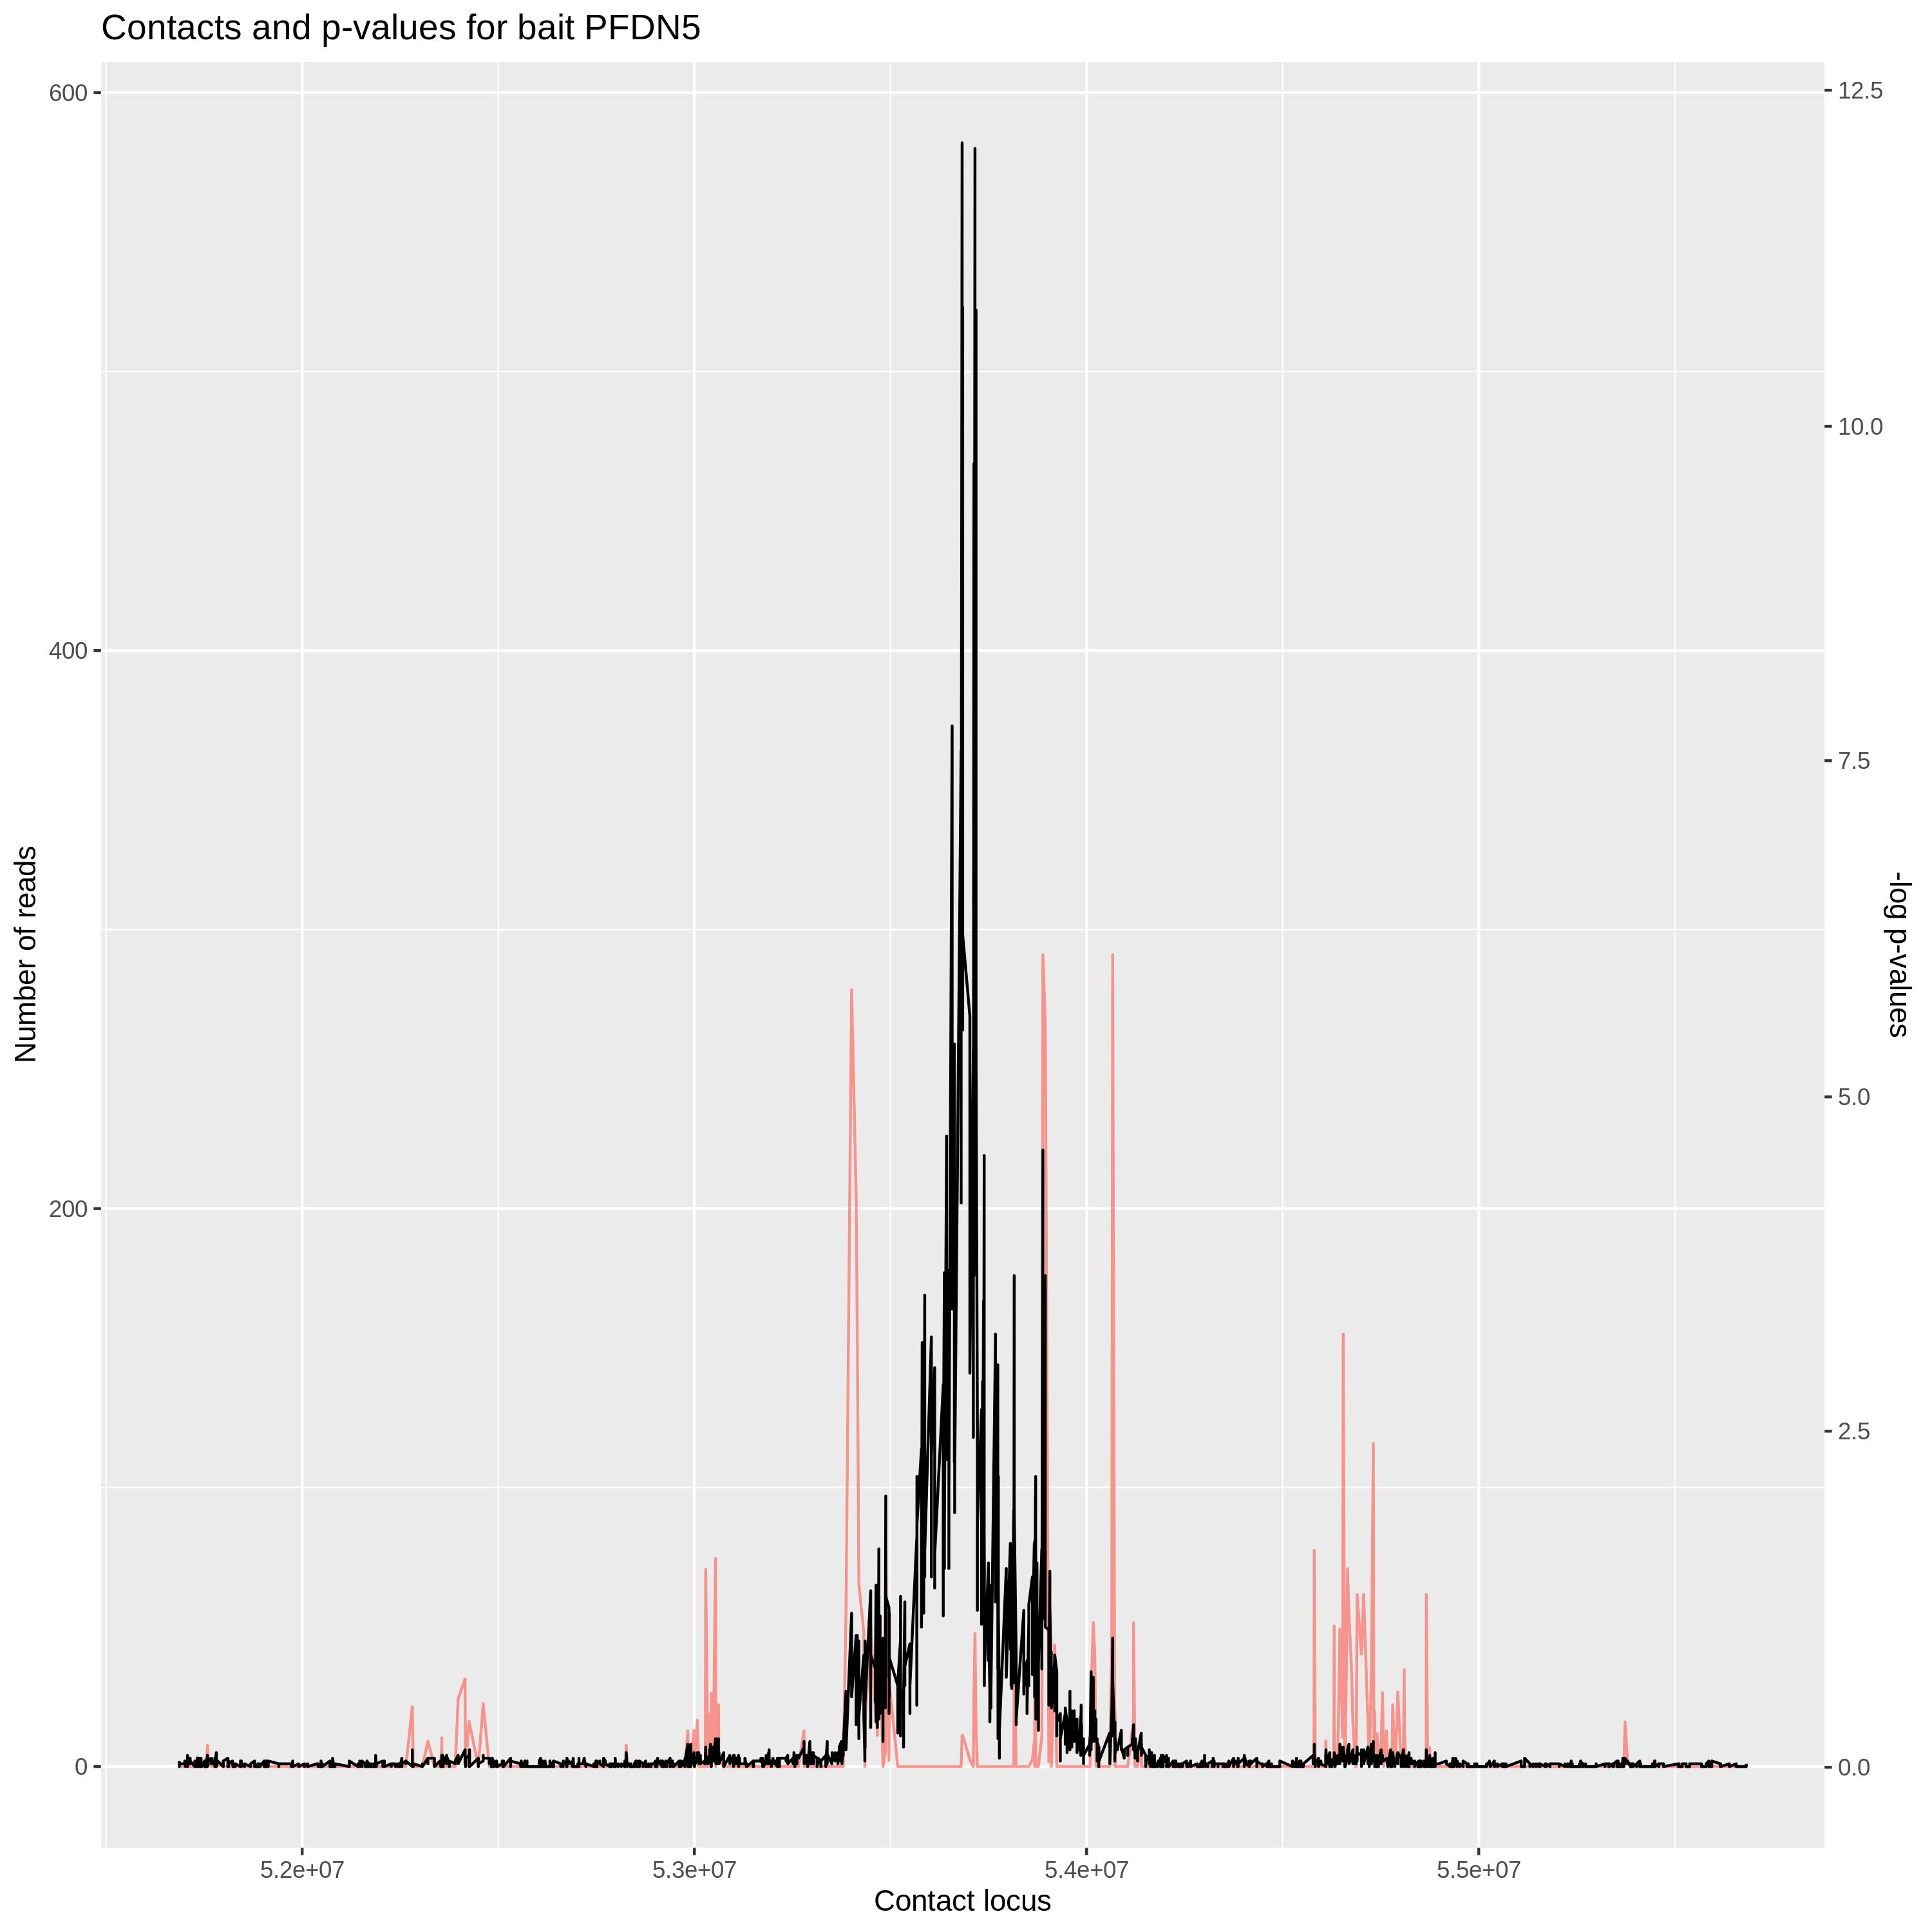 Contacts and p-values for bait PFDN5
600
400
200
0
Number of reads
12.5
10.0
7.5
5.0
2.5
0.0
-log p-values
5.2e+07
5.3e+07
5.4e+07
5.5e+07
Contact locus